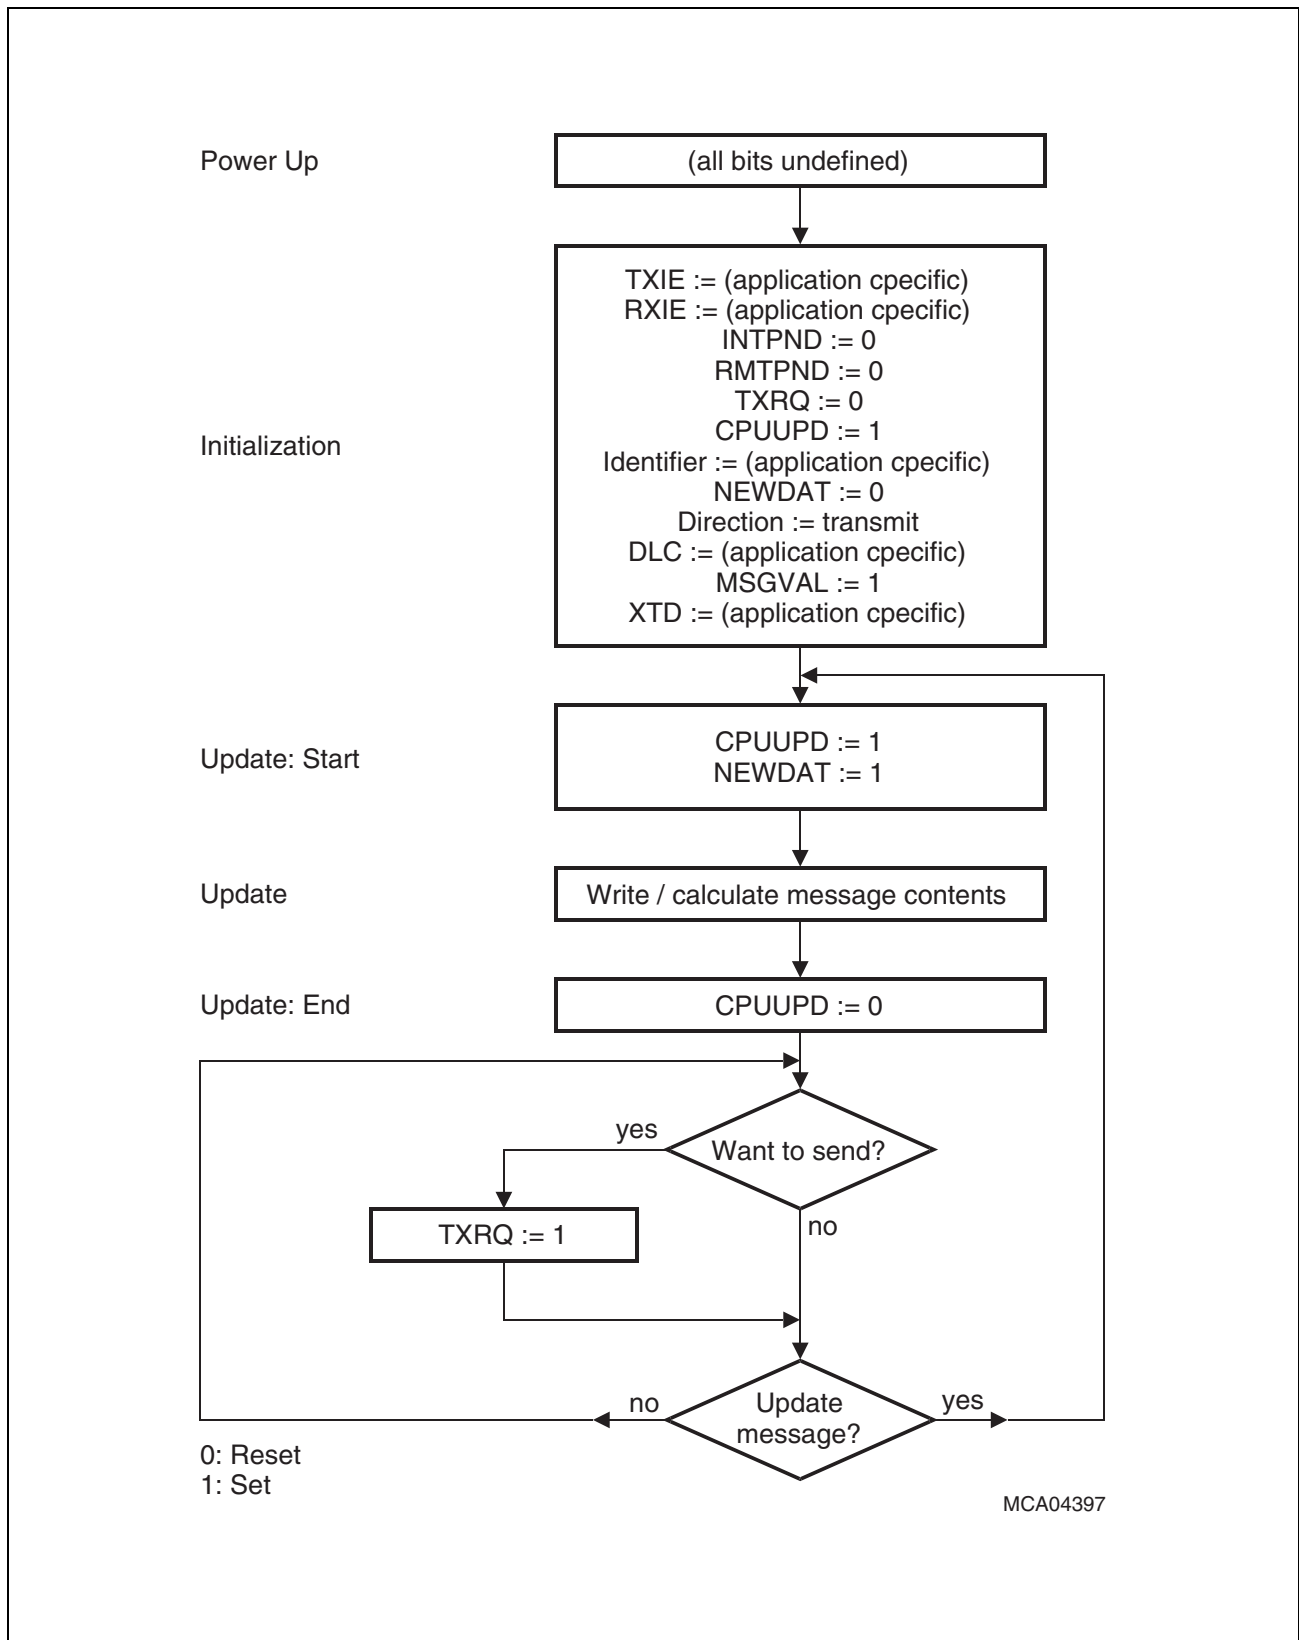 Power Up
(all bits undefined)
Initialization
TXIE := (application cpecific)
RXIE := (application cpecific)
INTPND := 0
RMTPND := 0
TXRQ := 0
CPUUPD := 1
Identifier := (application cpecific)
NEWDAT := 0
Direction := transmit
DLC := (application cpecific)
MSGVAL := 1
XTD := (application cpecific)
Update: Start
CPUUPD := 1
NEWDAT := 1
Update
Write / calculate message contents
Update: End
CPUUPD := 0
Want to send?
yes
no
TXRQ := 1
Update
message?
no
yes
0: Reset
1: Set
MCA04397